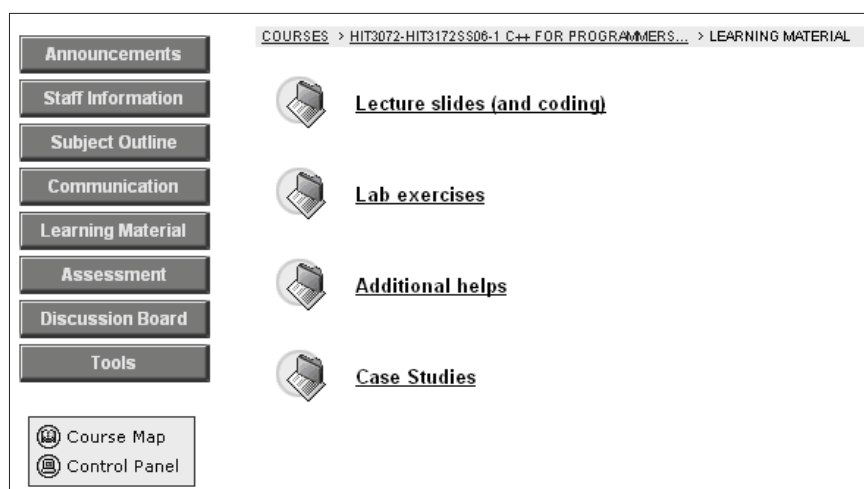 COURSES > HIT3072-HIT3172SS06-1 C++ FOR PROGRAMMERS... > LEARNING MATERIAL
Announcements
Staff Information
Subject Outline
Communication
Learning Material
Assessment
Discussion Board
Tools
Course Map
Control Panel
Lecture slides (and coding)
Lab exercises
Additional helps
Case Studies